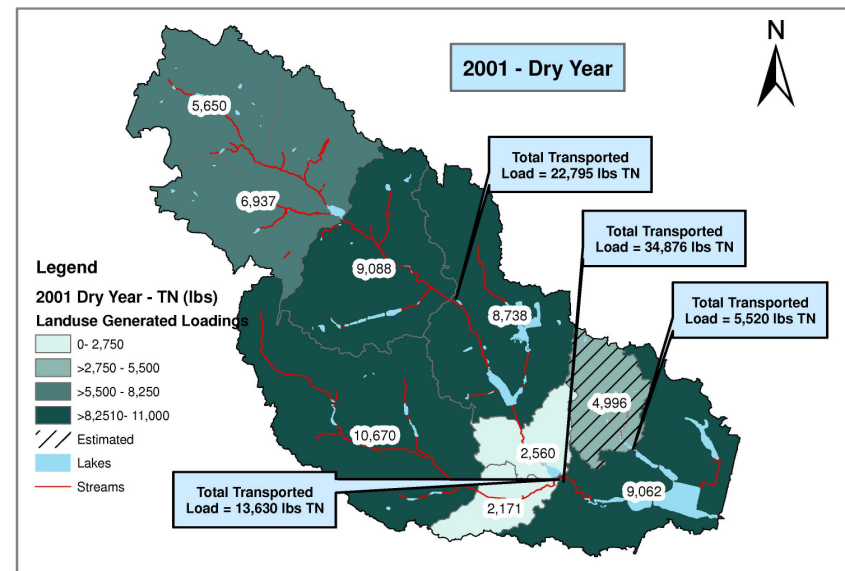 2001 - Dry Year
N
5,650
Total Transported
Load = 22,795 lbs TN
6,937
Total Transported
Load = 34,876 lbs TN
9,088
Legend
2001 Dry Year - TN (lbs)
Landuse Generated Loadings
0- 2,750
>2,750 - 5,500
>5,500 - 8,250
>8,2510- 11,000
Estimated
Lakes
Streams
8,738
Total Transported
Load = 5,520 lbs TN
4,996
10,670
2,560
9,062
Total Transported
Load = 13,630 lbs TN
2,171